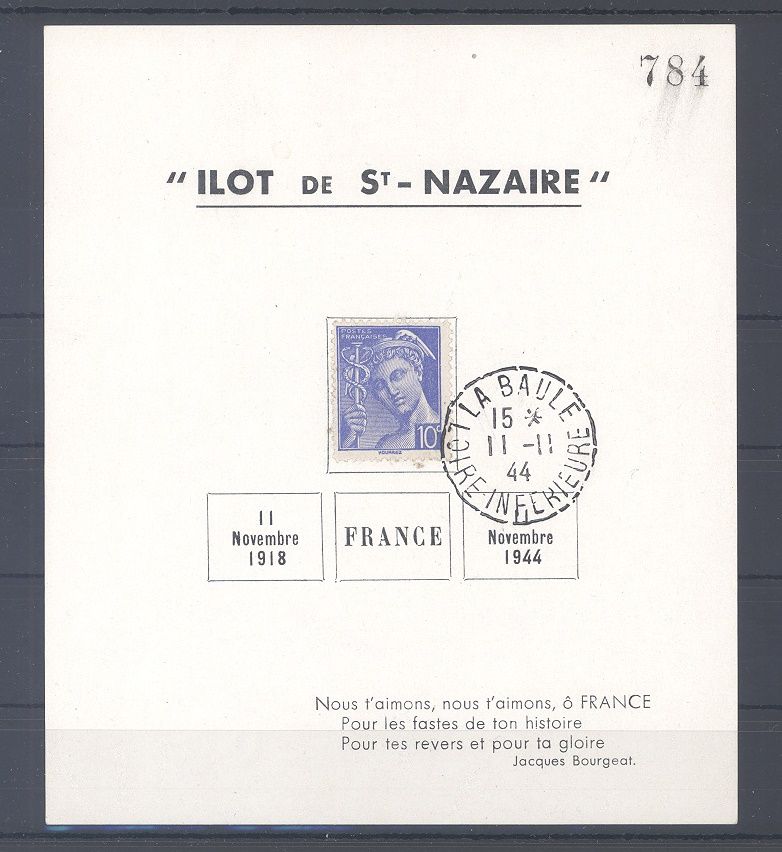 784
" ILOT DE Sᵀ - NAZAIRE "
POSTES
FRANÇAISES
10ᶜ
LA BAULE
15 *
11 -11
44
LOIRE-INFERIEURE
11
Novembre
1918
FRANCE
11
Novembre
1944
Nous t'aimons, nous t'aimons, ô FRANCE
Pour les fastes de ton histoire
Pour tes revers et pour ta gloire
Jacques Bourgeat.